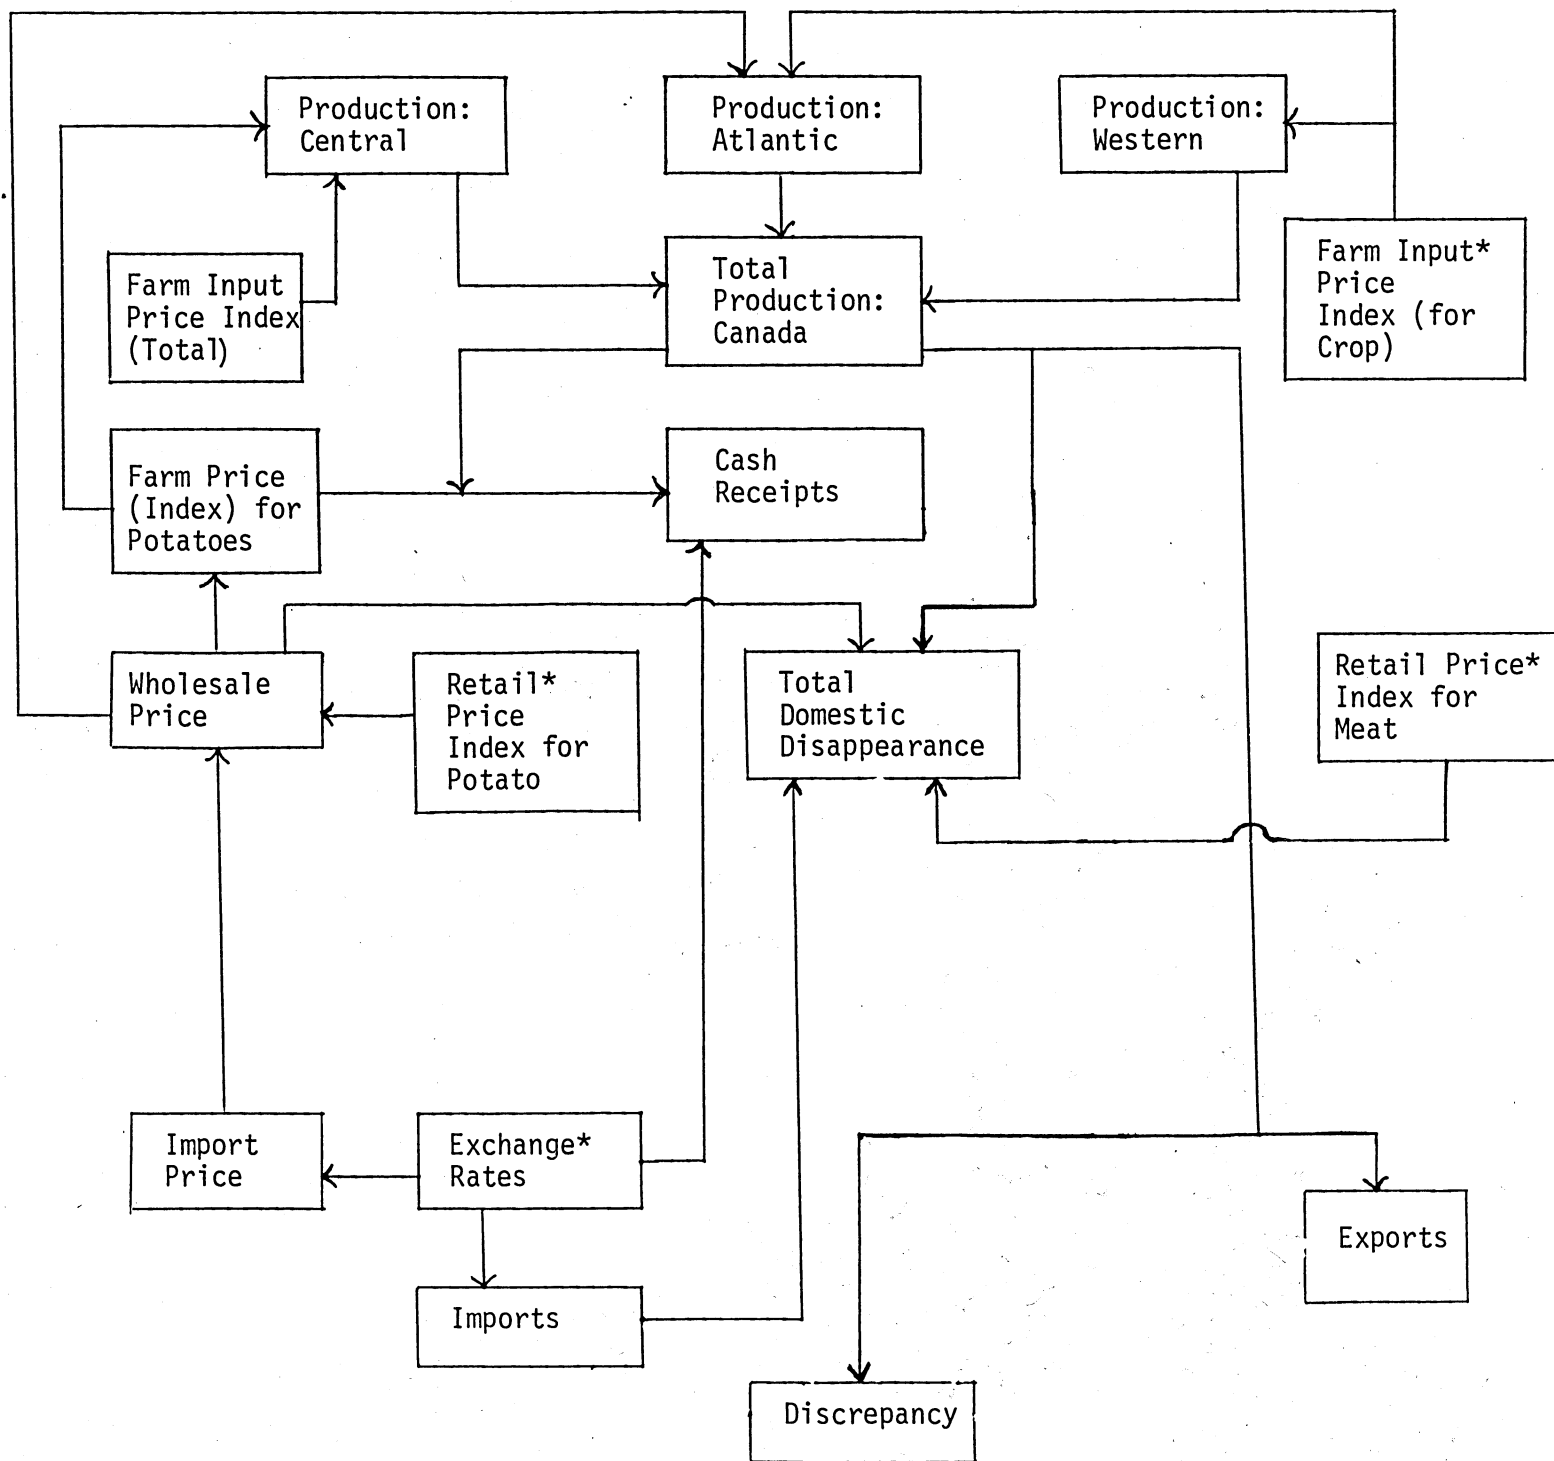 Production:
Central
Production:
Atlantic
Production:
Western
Farm Input
Price Index
(Total)
Total
Production:
Canada
Farm Input*
Price
Index (for
Crop)
Farm Price
(Index) for
Potatoes
Cash
Receipts
Wholesale
Price
Retail*
Price
Index for
Potato
Total
Domestic
Disappearance
Retail Price*
Index for
Meat
Import
Price
Exchange*
Rates
Exports
Imports
Discrepancy